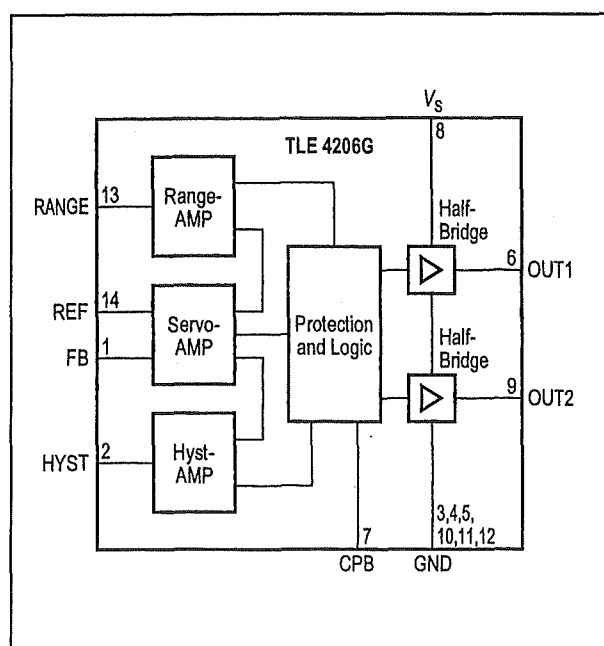 V_S
8
TLE 4206G
RANGE
13
Range-
AMP
Half-
Bridge
6
OUT1
REF
14
Servo-
AMP
FB
1
Protection
and Logic
Half-
Bridge
9
OUT2
HYST
2
Hyst-
AMP
3,4,5,
10,11,12
7
CPB
GND